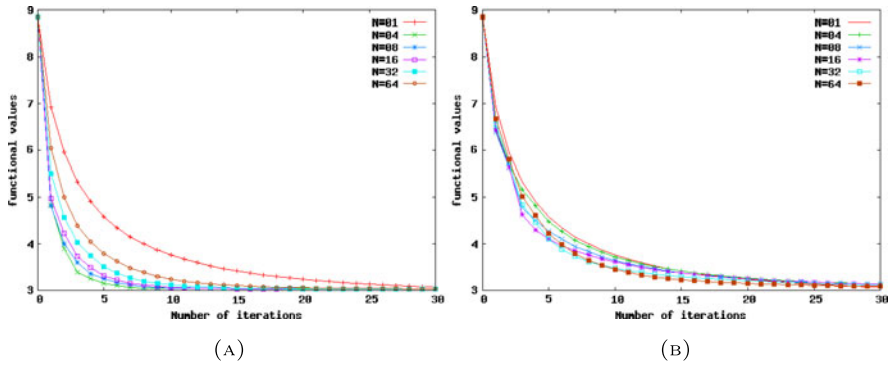 9
8
7
6
5
4
3
functional values
0
5
10
15
20
25
30
Number of iterations
N=01
N=04
N=08
N=16
N=32
N=64
(A)
9
8
7
6
5
4
3
functional values
0
5
10
15
20
25
30
Number of iterations
N=01
N=04
N=08
N=16
N=32
N=64
(B)